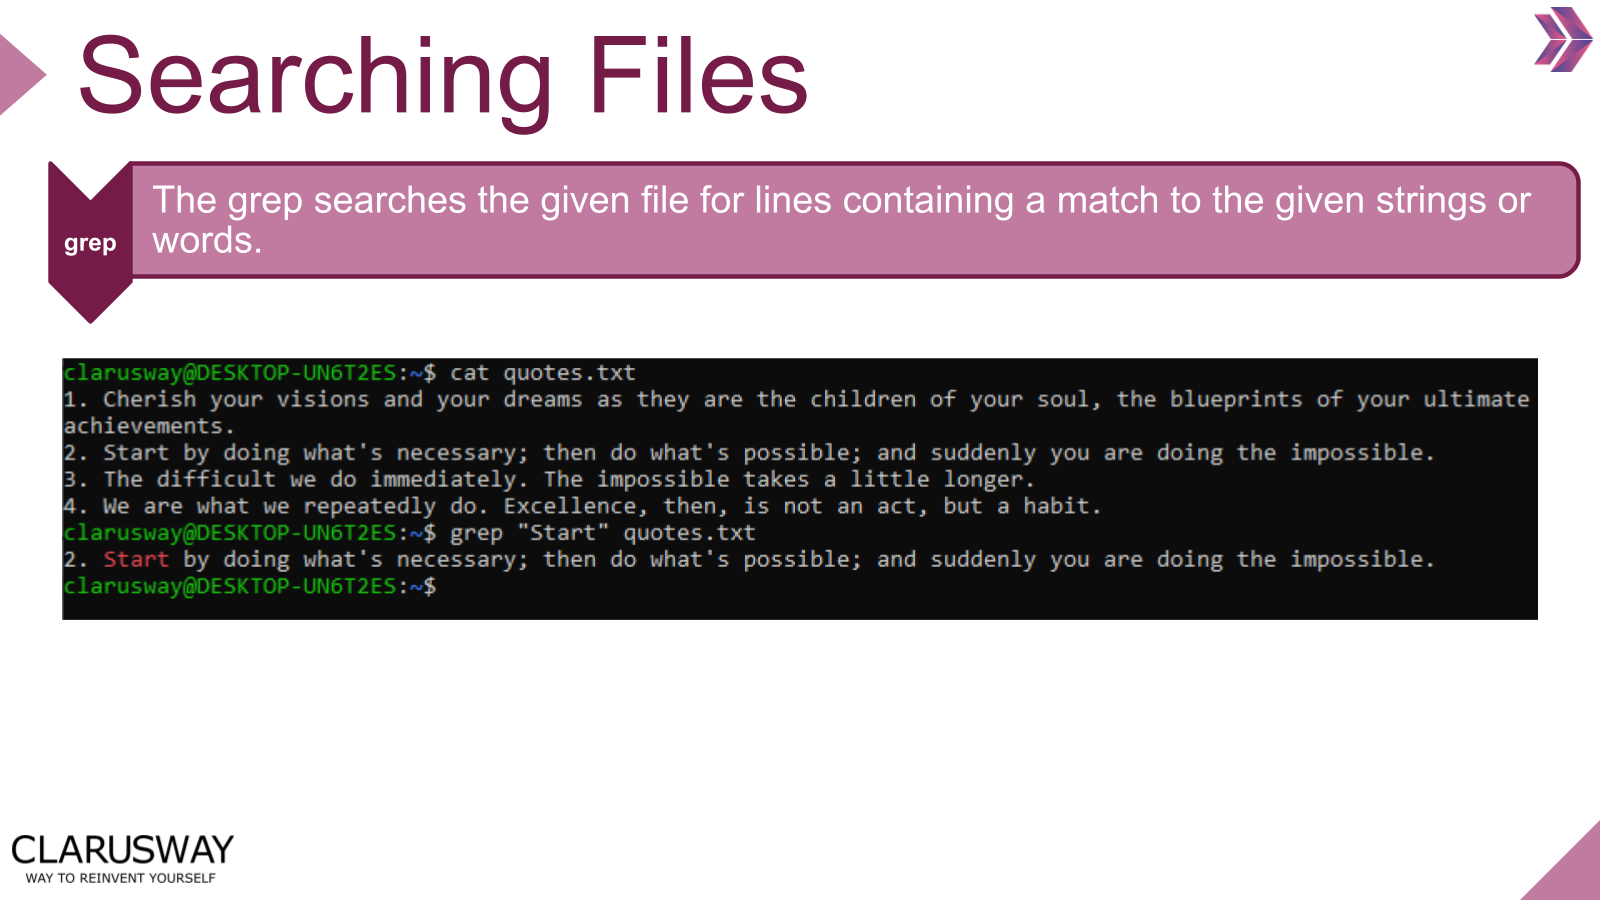 Searching Files
grep
The grep searches the given file for lines containing a match to the given strings or
words.
clarusway@DESKTOP-UN6T2ES:~$ cat quotes.txt
1. Cherish your visions and your dreams as they are the children of your soul, the blueprints of your ultimate
achievements.
2. Start by doing what's necessary; then do what's possible; and suddenly you are doing the impossible.
3. The difficult we do immediately. The impossible takes a little longer.
4. We are what we repeatedly do. Excellence, then, is not an act, but a habit.
clarusway@DESKTOP-UN6T2ES:~$ grep "Start" quotes.txt
2. Start by doing what's necessary; then do what's possible; and suddenly you are doing the impossible.
clarusway@DESKTOP-UN6T2ES:~$
CLARUSWAY
WAY TO REINVENT YOURSELF